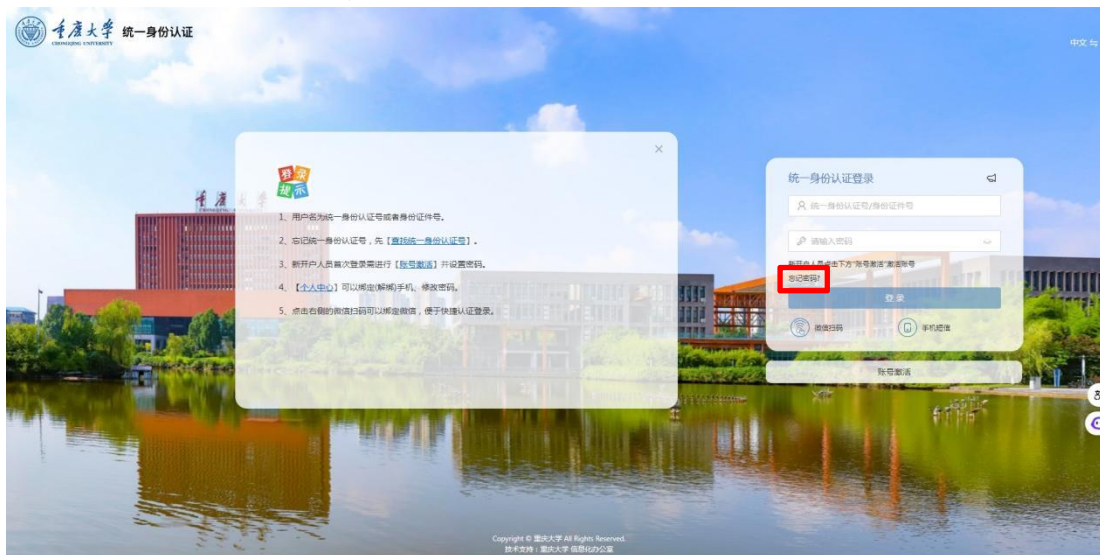 重庆大学 统一身份认证
CHONGQING UNIVERSITY
中文
登录
提示
1、用户名为统一身份认证号或者身份证件号。
2、忘记统一身份认证号，先【查找统一身份认证号】.
3、新开户人员首次登录需进行【账号激活】并设置密码。
4、【个人中心】可以绑定(解绑)手机、修改密码。
5、点击右侧的微信扫码可以绑定微信，便于快捷认证登录。
统一身份认证登录
统一身份认证号/身份证件号
请输入密码
新开户人员点击下方"账号激活"激活账号
忘记密码?
登录
微信扫码 手机短信
账号激活
重庆大学
Copyright © 重庆大学 All Rights Reserved.
技术支持：重庆大学 信息化办公室